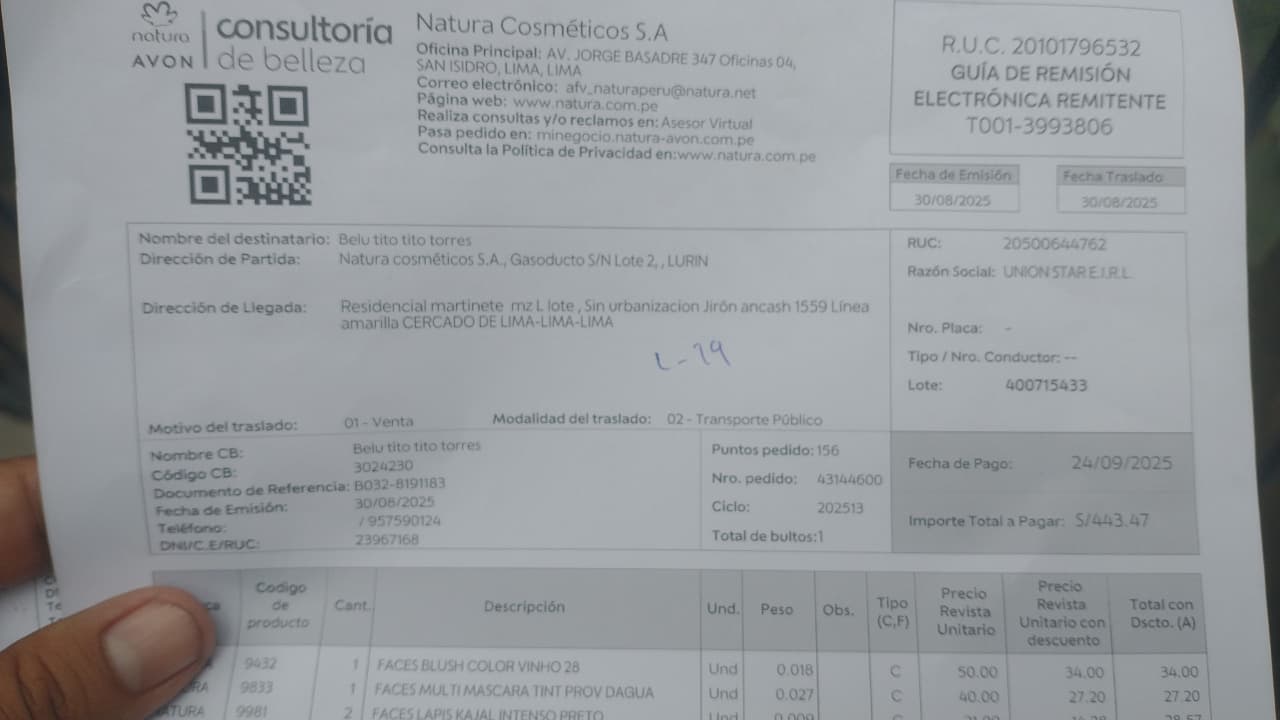 natura
AVON
consultoría
de belleza
Natura Cosméticos S.A
Oficina Principal: AV. JORGE BASADRE 347 Oficinas 04,
SAN ISIDRO, LIMA, LIMA
Correo electrónico: afv_naturaperu@natura.net
Página web: www.natura.com.pe
Realiza consultas y/o reclamos en: Asesor Virtual
Pasa pedido en: minegocio.natura-avon.com.pe
Consulta la Política de Privacidad en:www.natura.com.pe
R.U.C. 20101796532
GUÍA DE REMISIÓN
ELECTRÓNICA REMITENTE
T001-3993806
Fecha de Emisión
30/08/2025
Fecha Traslado
30/08/2025
Nombre del destinatario: Belu tito tito torres
Dirección de Partida: Natura cosméticos S.A., Gasoducto S/N Lote 2, , LURIN
Dirección de Llegada: Residencial martinete mz L lote , Sin urbanizacion Jirón ancash 1559 Línea
amarilla CERCADO DE LIMA-LIMA-LIMA
L-19
Motivo del traslado: 01 - Venta Modalidad del traslado: 02 - Transporte Público
RUC: 20500644762
Razón Social: UNION STAR E.I.R.L.
Nro. Placa: -
Tipo / Nro. Conductor: --
Lote: 400715433
Nombre CB: Belu tito tito torres
Código CB: 3024230
Documento de Referencia: B032-8191183
Fecha de Emisión: 30/08/2025
Teléfono: / 957590124
DNI/C.E/RUC: 23967168
Puntos pedido: 156
Nro. pedido: 43144600
Ciclo: 202513
Total de bultos:1
Fecha de Pago: 24/09/2025
Importe Total a Pagar: S/443.47
Codigo de producto Cant. Descripción Und. Peso Obs. Tipo (C,F) Precio Revista Unitario Precio Revista Unitario con descuento Total con Dscto. (A)
9432 1 FACES BLUSH COLOR VINHO 28 Und 0.018 C 50.00 34.00 34.00
9833 1 FACES MULTI MASCARA TINT PROV DAGUA Und 0.027 C 40.00 27.20 27.20
ATURA 9981 2 FACES LAPIS KAJAL INTENSO PRETO Und 0.009